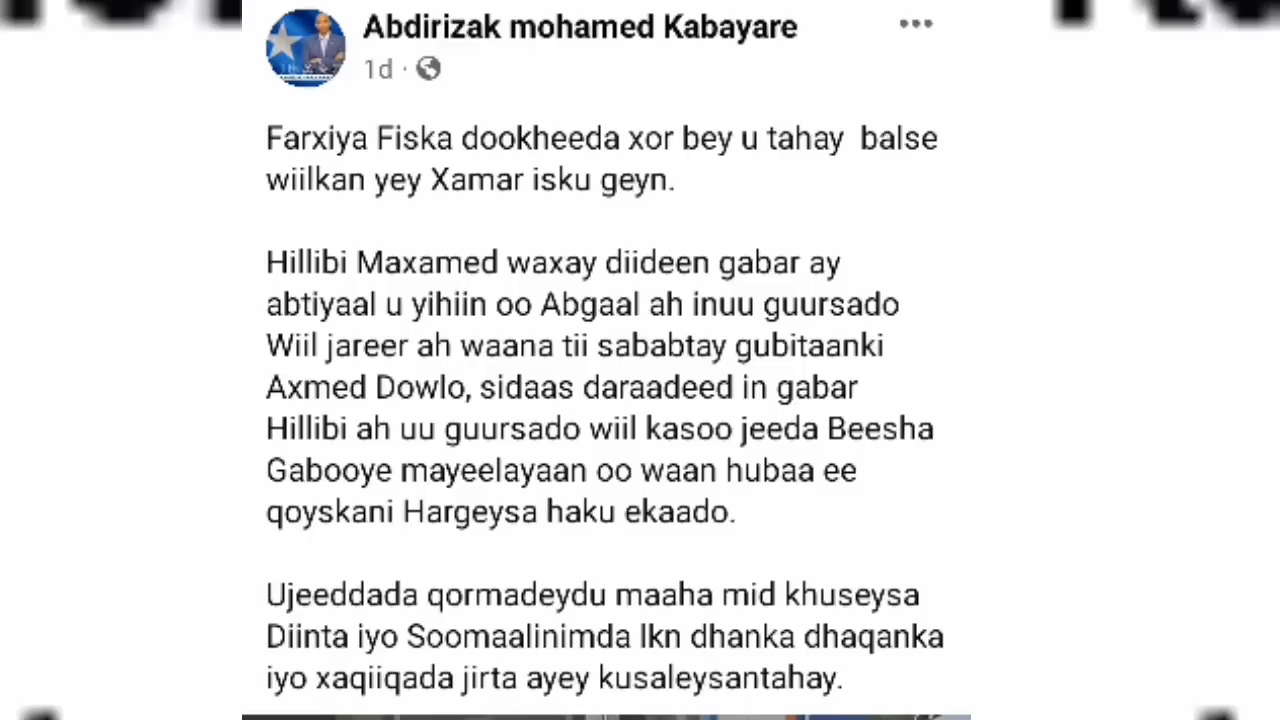 Abdirizak mohamed Kabayare
1d ·
Farxiya Fiska dookheeda xor bey u tahay balse
wiilkan yey Xamar isku geyn.
Hillibi Maxamed waxay diideen gabar ay
abtiyaal u yihiin oo Abgaal ah inuu guursado
Wiil jareer ah waana tii sababtay gubitaanki
Axmed Dowlo, sidaas daraadeed in gabar
Hillibi ah uu guursado wiil kasoo jeeda Beesha
Gabooye mayeelayaan oo waan hubaa ee
qoyskani Hargeysa haku ekaado.
Ujeeddada qormadeydu maaha mid khuseysa
Diinta iyo Soomaalinimda lkn dhanka dhaqanka
iyo xaqiiqada jirta ayey kusaleysantahay.